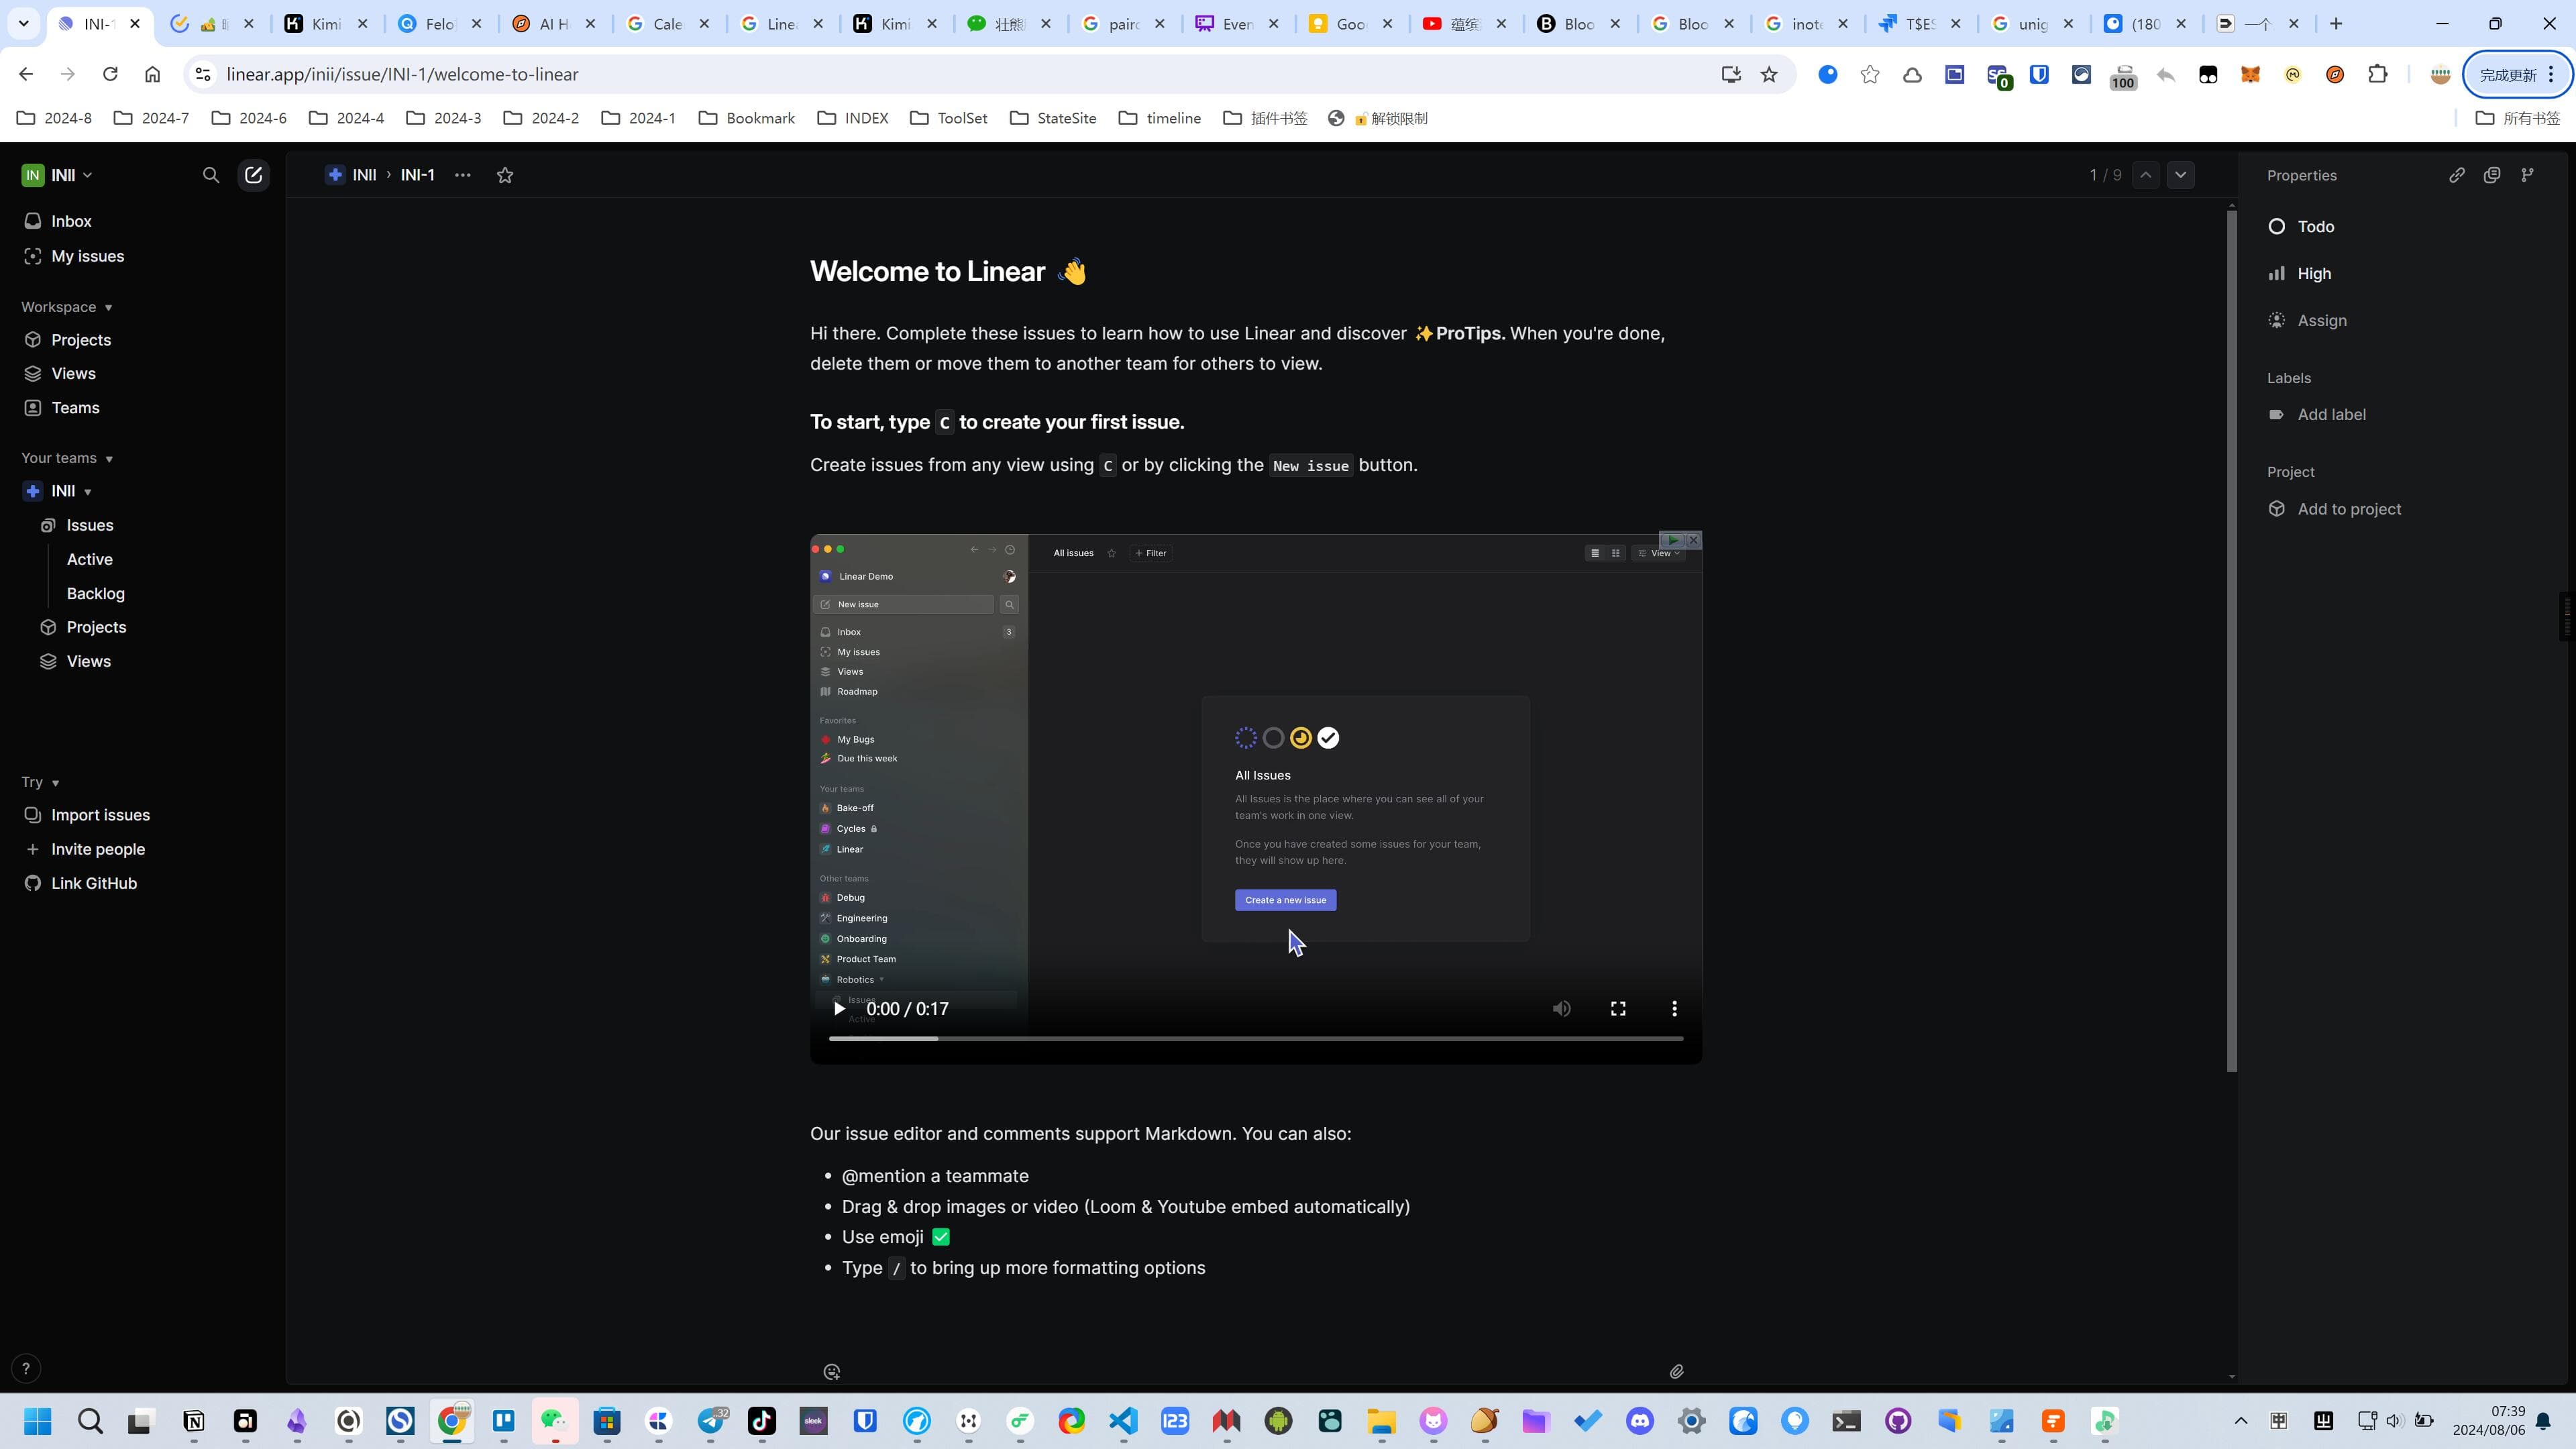 INI-1
Kimi
Felo
AI H
Cale
Linea
Kimi
壮熊
pairc
Even
Goo
Bloo
Bloo
inote
T$ES
unig
(180
一个
linear.app/inii/issue/INI-1/welcome-to-linear
0
100
完成更新
2024-8
2024-7
2024-6
2024-4
2024-3
2024-2
2024-1
Bookmark
INDEX
ToolSet
StateSite
timeline
插件书签
解锁限制
所有书签
IN INII
Inbox
My issues
Workspace
Projects
Views
Teams
Your teams
INII
Issues
Active
Backlog
Projects
Views
Try
Import issues
Invite people
Link GitHub
?
INII › INI-1
1 / 9
Welcome to Linear 👋
Hi there. Complete these issues to learn how to use Linear and discover ✨ProTips. When you're done,
delete them or move them to another team for others to view.
To start, type C to create your first issue.
Create issues from any view using C or by clicking the New issue button.
Linear Demo
New issue
Inbox 3
My issues
Views
Roadmap
Favorites
My Bugs
Due this week
Your teams
Bake-off
Cycles
Linear
Other teams
Debug
Engineering
Onboarding
Product Team
Robotics
Issues
Active
All issues
+ Filter
View
All Issues
All Issues is the place where you can see all of your
team's work in one view.
Once you have created some issues for your team,
they will show up here.
Create a new issue
0:00 / 0:17
Our issue editor and comments support Markdown. You can also:
• @mention a teammate
• Drag & drop images or video (Loom & Youtube embed automatically)
• Use emoji ✅
• Type / to bring up more formatting options
Properties
Todo
High
Assign
Labels
Add label
Project
Add to project
sleek
32
123
07:39
2024/08/06